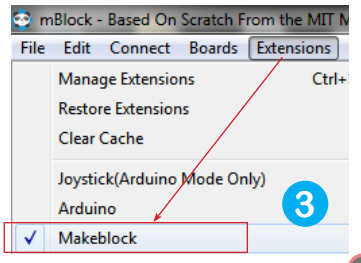 mBlock - Based On Scratch From the MIT M
File Edit Connect Boards Extensions
Manage Extensions Ctrl+
Restore Extensions
Clear Cache
Joystick(Arduino Mode Only)
Arduino
3
✓ Makeblock